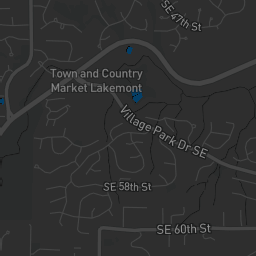 SE 47th St
Town and Country
Market Lakemont
Village Park Dr SE
SE 58th St
SE 60th St